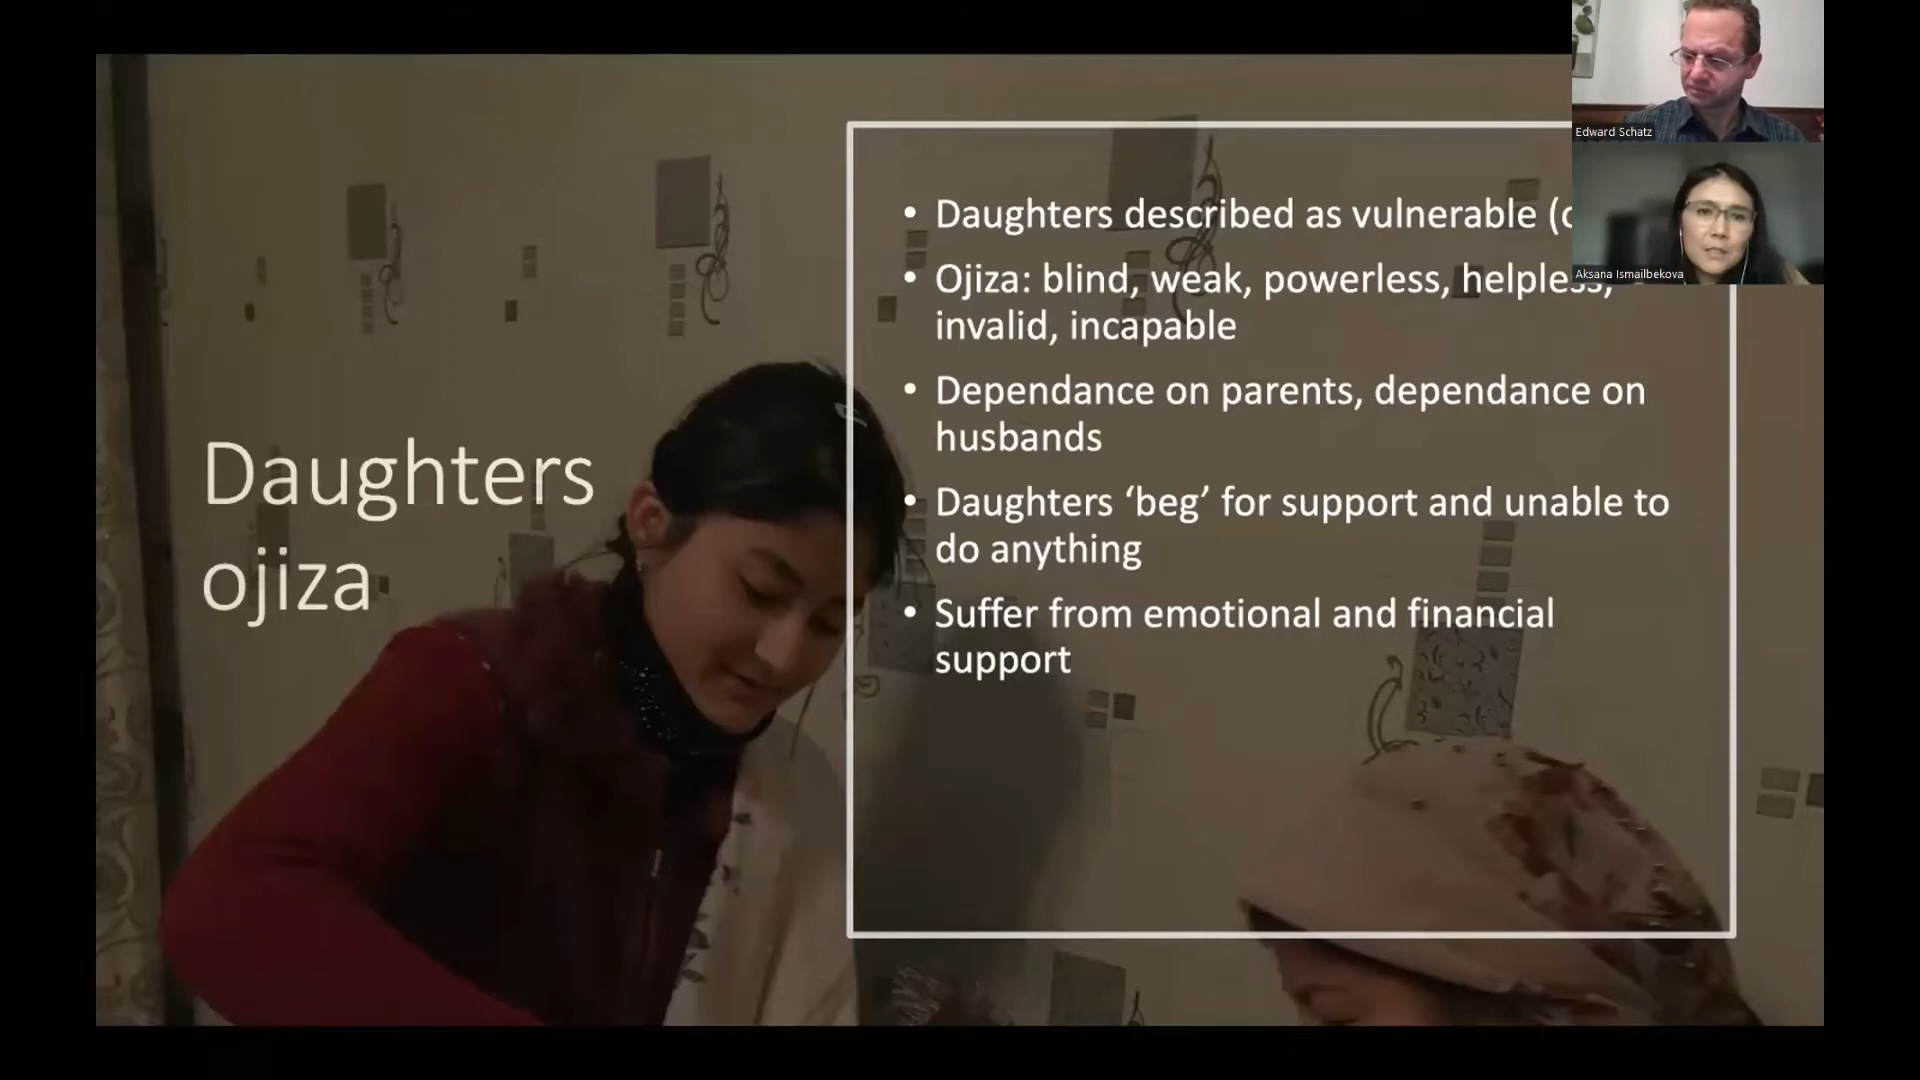 Daughters
ojiza
• Daughters described as vulnerable (
• Ojiza: blind, weak, powerless, helpless,
invalid, incapable
• Dependance on parents, dependance on
husbands
• Daughters ‘beg’ for support and unable to
do anything
• Suffer from emotional and financial
support
Edward Schatz
Aksana Ismailbekova